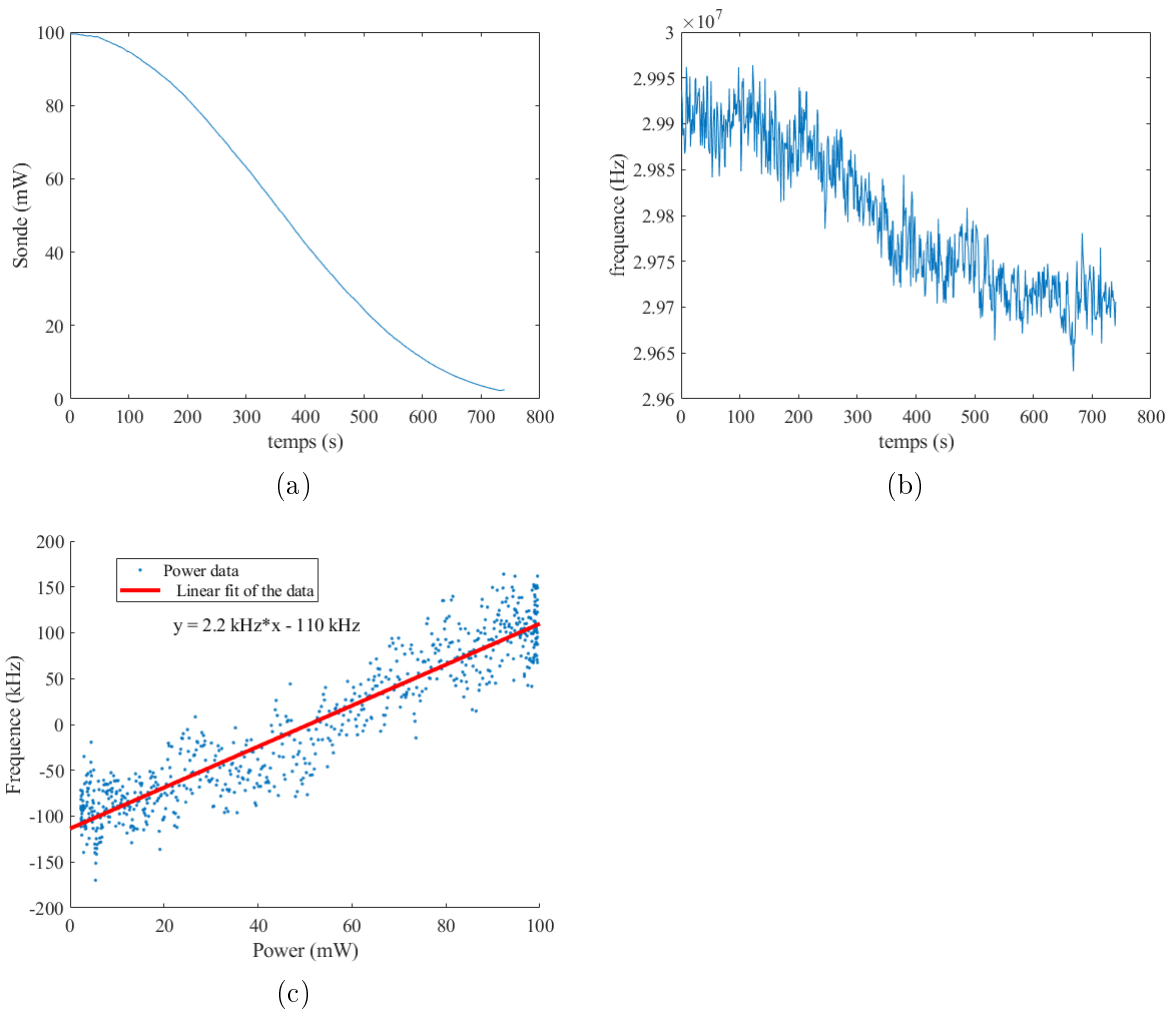 100
80
60
40
20
0
Sonde (mW)
0 100 200 300 400 500 600 700 800
temps (s)
(a)
×10⁷
3
2.995
2.99
2.985
2.98
2.975
2.97
2.965
2.96
frequence (Hz)
0 100 200 300 400 500 600 700 800
temps (s)
(b)
200
150
100
50
0
-50
-100
-150
-200
Frequence (kHz)
Power data
Linear fit of the data
y = 2.2 kHz*x - 110 kHz
0 20 40 60 80 100
Power (mW)
(c)